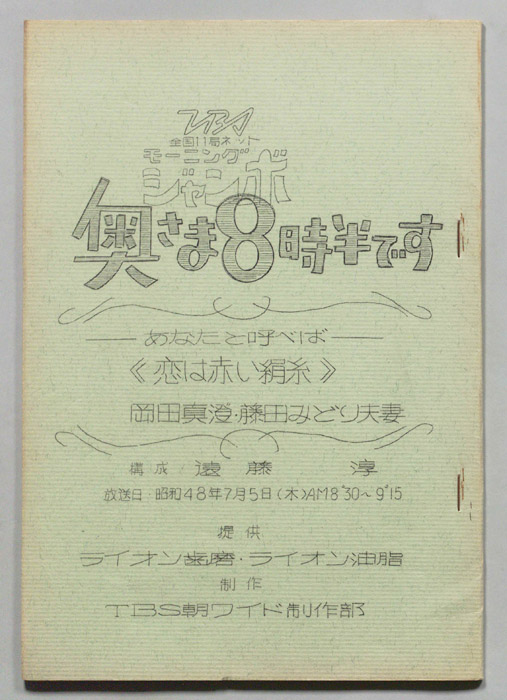 TBS
全国11局ネット
モーニング
ジャンボ
奥さま8時半です
──あなたと呼べば──
《恋は赤い絹糸》
岡田真澄・藤田みどり夫妻
構成 遠藤 淳
放送日 昭和48年7月5日(木)AM8°30~9°15
提供
ライオン歯磨・ライオン油脂
制作
TBS朝ワイド制作部